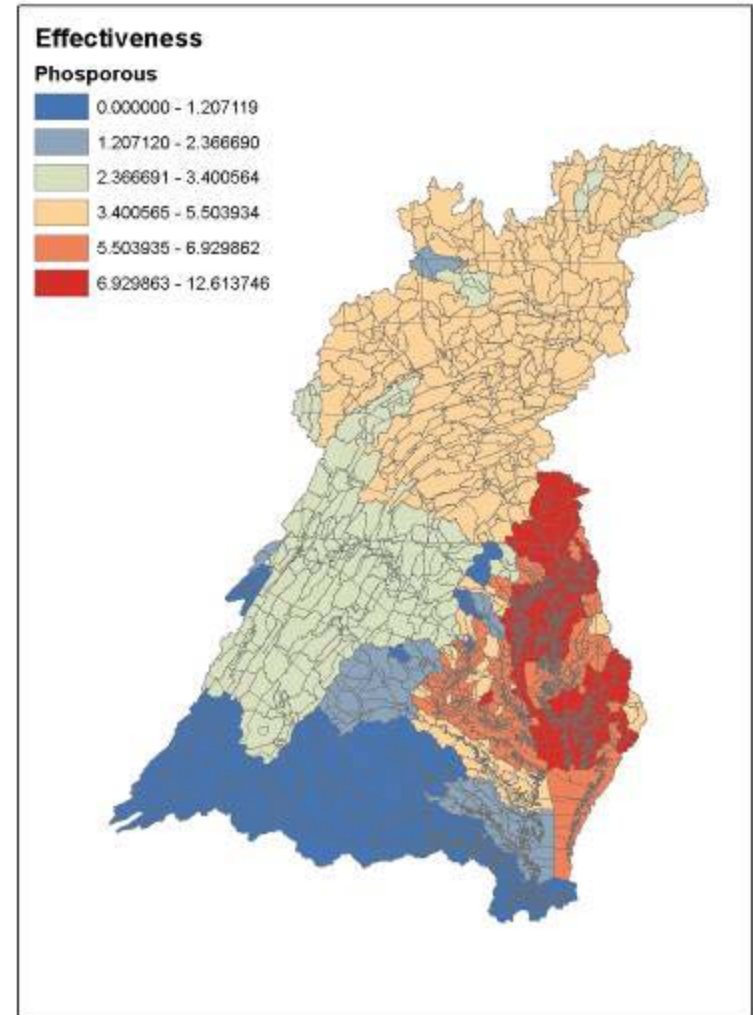 Effectiveness
Phosporous
0.000000 - 1.207119
1.207120 - 2.366690
2.366691 - 3.400564
3.400565 - 5.503934
5.503935 - 6.929862
6.929863 - 12.613746